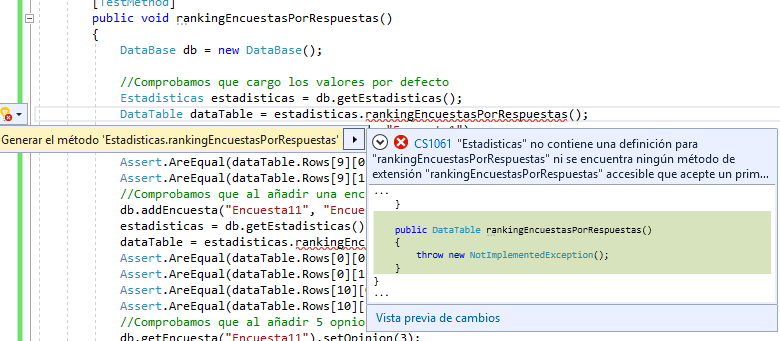 [TestMethod]
public void rankingEncuestasPorRespuestas()
{
DataBase db = new DataBase();
//Comprobamos que cargo los valores por defecto
Estadisticas estadisticas = db.getEstadisticas();
DataTable dataTable = estadisticas.rankingEncuestasPorRespuestas();
Generar el método 'Estadisticas.rankingEncuestasPorRespuestas'
CS1061 "Estadisticas" no contiene una definición para
"rankingEncuestasPorRespuestas" ni se encuentra ningún método de
extensión "rankingEncuestasPorRespuestas" accesible que acepte un prim...
...
}
public DataTable rankingEncuestasPorRespuestas()
{
throw new NotImplementedException();
}
}
...
Vista previa de cambios
Assert.AreEqual(dataTable.Rows[9][0
Assert.AreEqual(dataTable.Rows[9][1
//Comprobamos que al añadir una enc
db.addEncuesta("Encuesta11", "Encue
estadisticas = db.getEstadisticas()
dataTable = estadisticas.rankingEnc
Assert.AreEqual(dataTable.Rows[0][0
Assert.AreEqual(dataTable.Rows[0][1
Assert.AreEqual(dataTable.Rows[10][
Assert.AreEqual(dataTable.Rows[10][
//Comprobamos que al añadir 5 opnio
db.getEncuesta("Encuesta11").setOpinion(3);